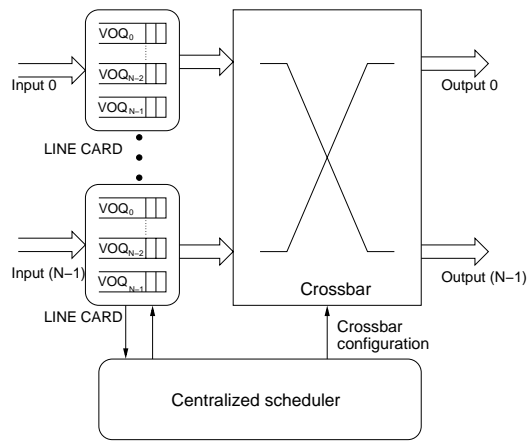 VOQ0
VOQN−2
VOQN−1
Input 0
Output 0
LINE CARD
VOQ0
VOQN−2
VOQN−1
Input (N−1)
Output (N−1)
Crossbar
LINE CARD
Crossbar
configuration
Centralized scheduler